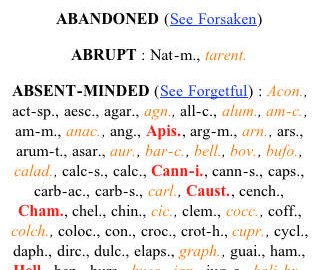 ABANDONED (See Forsaken)
ABRUPT : Nat-m., tarent.
ABSENT-MINDED (See Forgetful) : Acon.,
act-sp., aesc., agar., agn., all-c., alum., am-c.,
am-m., anac., ang., Apis., arg-m., arn., ars.,
arum-t., asar., aur., bar-c., bell., bov., bufo.,
calad., calc-s., calc., Cann-i., cann-s., caps.,
carb-ac., carb-s., carl., Caust., cench.,
Cham., chel., chin., cic., clem., cocc., coff.,
colch., coloc., con., croc., crot-h., cupr., cycl.,
daph., dirc., dulc., elaps., graph., guai., ham.,